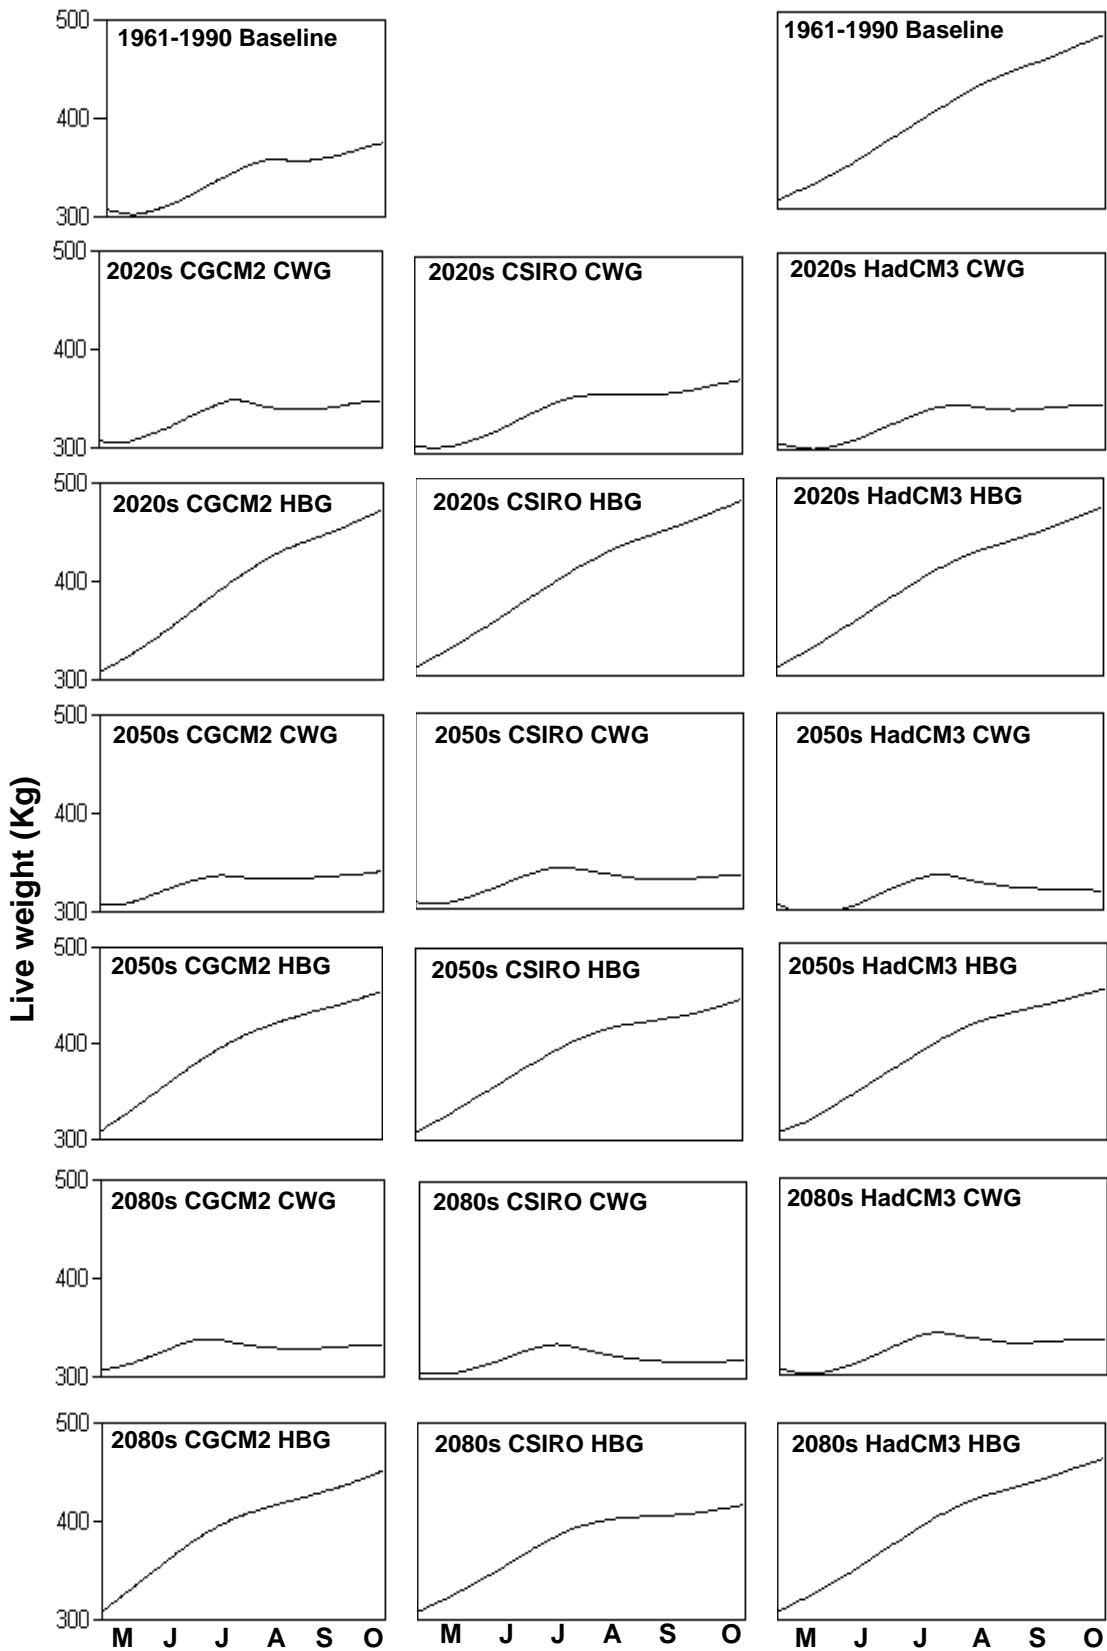 500
1961-1990 Baseline
1961-1990 Baseline
400
300
500
2020s CGCM2 CWG
2020s CSIRO CWG
2020s HadCM3 CWG
400
300
500
2020s CGCM2 HBG
2020s CSIRO HBG
2020s HadCM3 HBG
400
300
500
2050s CGCM2 CWG
2050s CSIRO CWG
2050s HadCM3 CWG
400
300
Live weight (Kg)
500
2050s CGCM2 HBG
2050s CSIRO HBG
2050s HadCM3 HBG
400
300
500
2080s CGCM2 CWG
2080s CSIRO CWG
2080s HadCM3 CWG
400
300
500
2080s CGCM2 HBG
2080s CSIRO HBG
2080s HadCM3 HBG
400
300
M J J A S O
M J J A S O
M J J A S O